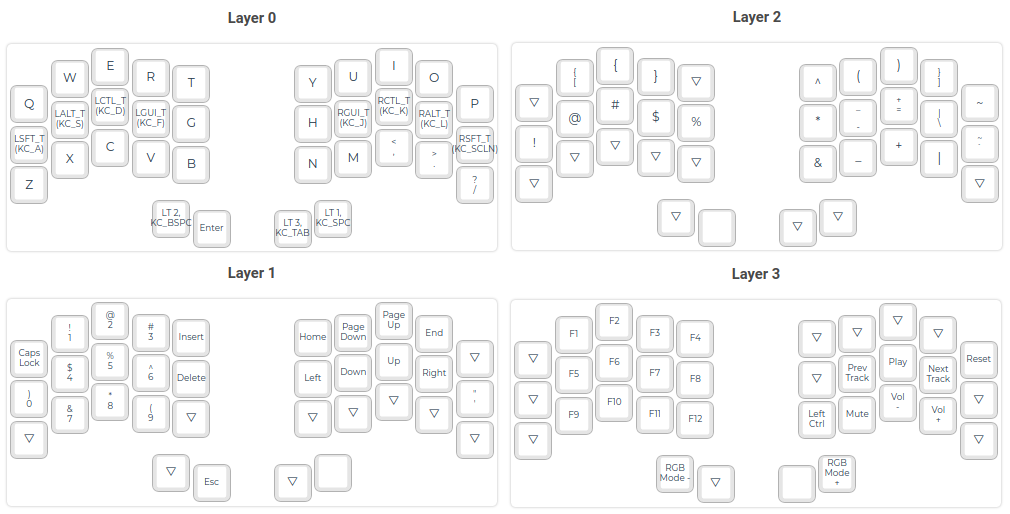 Layer 0
Q W E R T Y U I O P
LSFT_T (KC_A) LALT_T (KC_S) LCTL_T (KC_D) LGUI_T (KC_F) G H RGUI_T (KC_J) RCTL_T (KC_K) RALT_T (KC_L) RSFT_T (KC_SCLN)
Z X C V B N M < , > . ? /
LT 2, KC_BSPC Enter LT 3, KC_TAB LT 1, KC_SPC
Layer 2
▽ { [ { } ▽ ^ ( ) } ] ~
! @ # $ % * _ - + = | \ ~ `
▽ ▽ ▽ ▽ ▽ & _ + | ▽
▽ ▽ ▽
Layer 1
Caps Lock ! 1 @ 2 # 3 Insert Home Page Down Page Up End ▽
) 0 $ 4 % 5 ^ 6 Delete Left Down Up Right " '
▽ & 7 * 8 ( 9 ▽ ▽ ▽ ▽ ▽ ▽
▽ Esc ▽
Layer 3
▽ F1 F2 F3 F4 ▽ ▽ ▽ ▽ Reset
▽ F5 F6 F7 F8 ▽ Prev Track Play Next Track ▽
▽ F9 F10 F11 F12 Left Ctrl Mute Vol - Vol + ▽
RGB Mode - ▽ RGB Mode +